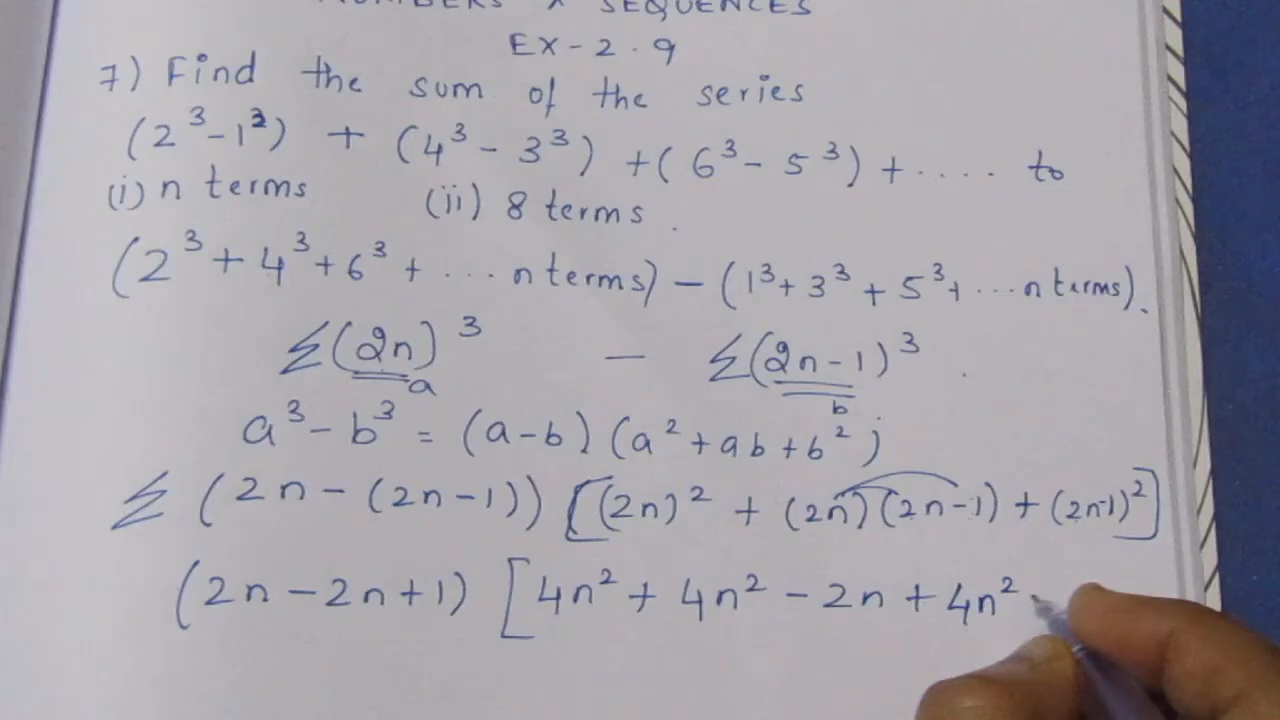 NUMBERS & SEQUENCES
EX - 2.9
7) Find the sum of the series
(2³ - 1³) + (4³ - 3³) + (6³ - 5³) + ..... to
(i) n terms (ii) 8 terms.
(2³ + 4³ + 6³ + ... n terms) - (1³ + 3³ + 5³ + ... n terms).
Σ(2n)³ - Σ(2n-1)³.
a b
a³ - b³ = (a-b) (a² + ab + b²)
Σ (2n - (2n-1)) [(2n)² + (2n)(2n-1) + (2n-1)²]
(2n - 2n + 1) [4n² + 4n² - 2n + 4n²